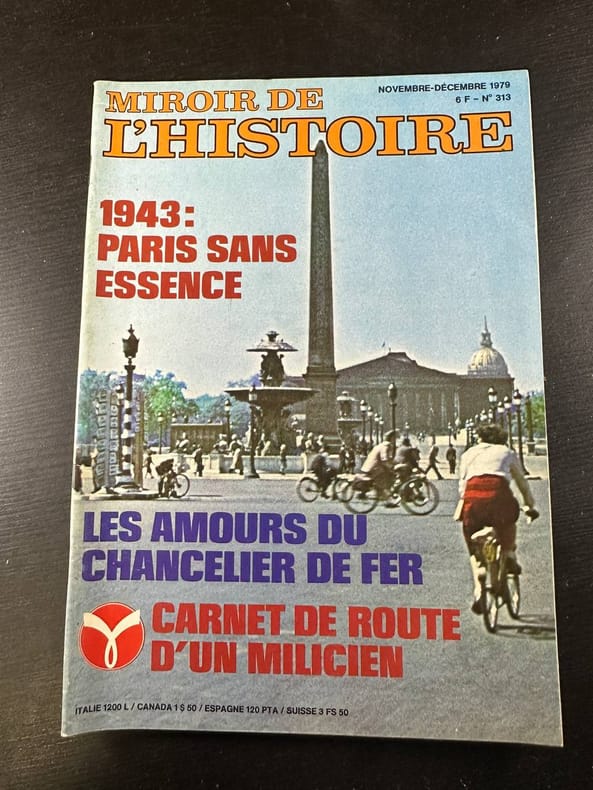 MIROIR DE
L'HISTOIRE
NOVEMBRE-DÉCEMBRE 1979
6 F – N° 313
1943:
PARIS SANS
ESSENCE
LES AMOURS DU
CHANCELIER DE FER
CARNET DE ROUTE
D'UN MILICIEN
ITALIE 1200 L / CANADA 1 $ 50 / ESPAGNE 120 PTA / SUISSE 3 FS 50